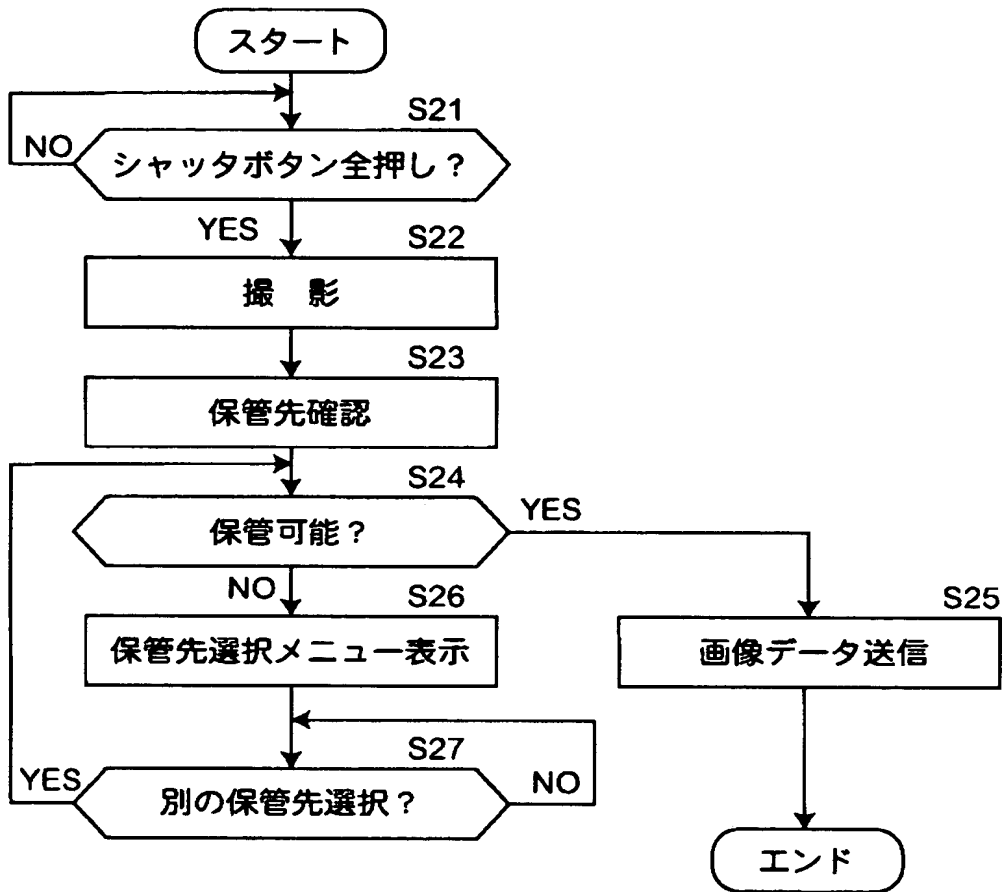 スタート
S21
NO
シャッタボタン全押し？
YES
S22
撮　影
S23
保管先確認
S24
保管可能？
YES
NO
S26
保管先選択メニュー表示
S25
画像データ送信
S27
YES
別の保管先選択？
NO
エンド